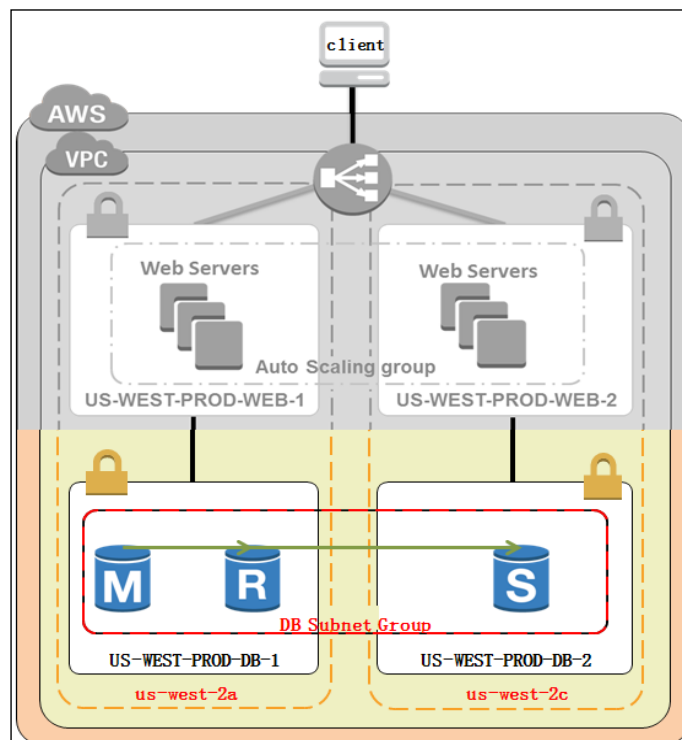 client
AWS
VPC
Web Servers
Web Servers
Auto Scaling group
US-WEST-PROD-WEB-1
US-WEST-PROD-WEB-2
M
R
S
DB Subnet Group
US-WEST-PROD-DB-1
US-WEST-PROD-DB-2
us-west-2a
us-west-2c